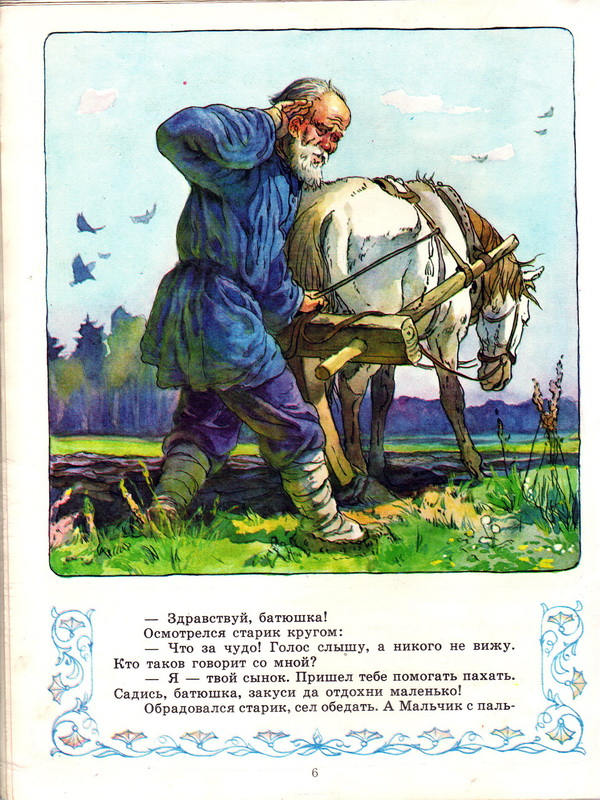 — Здравствуй, батюшка!
Осмотрелся старик кругом:
— Что за чудо! Голос слышу, а никого не вижу.
Кто таков говорит со мной?
— Я — твой сынок. Пришел тебе помогать пахать.
Садись, батюшка, закуси да отдохни маленько!
Обрадовался старик, сел обедать. А Мальчик с паль-
6